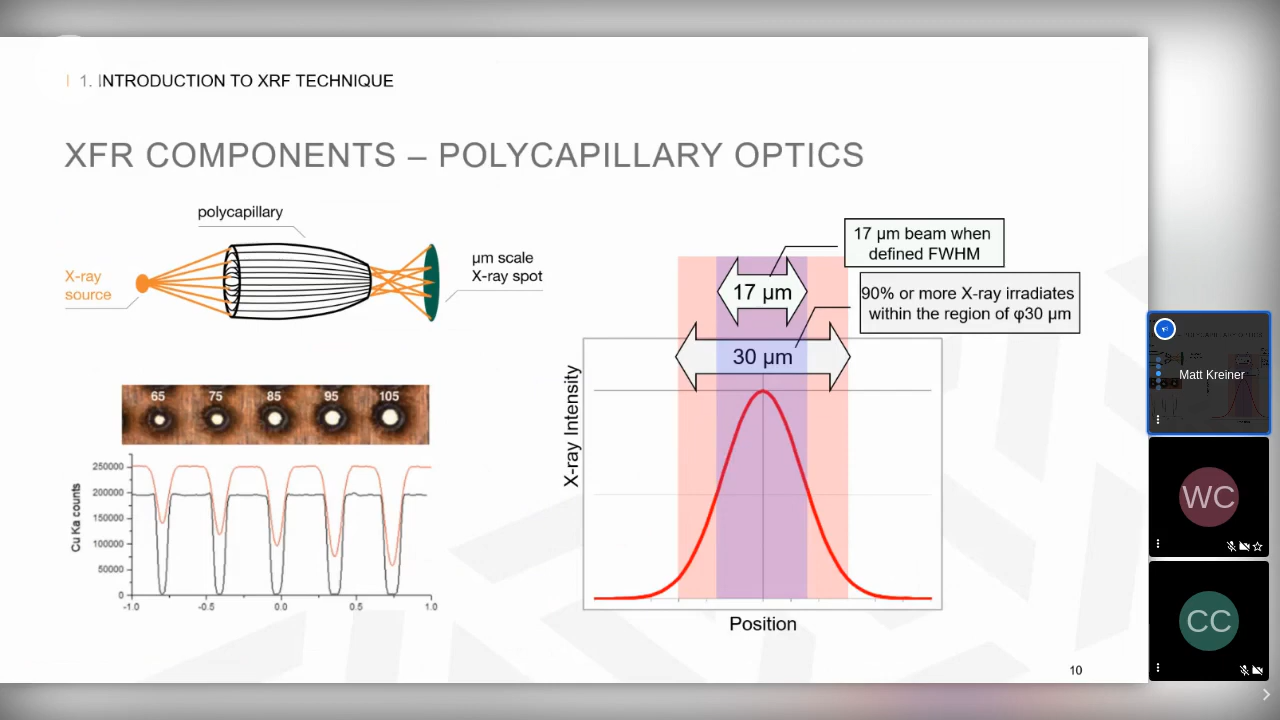 1. INTRODUCTION TO XRF TECHNIQUE
XFR COMPONENTS – POLYCAPILLARY OPTICS
polycapillary
X-ray
source
µm scale
X-ray spot
65 75 85 95 105
Cu Ka counts
250000
200000
150000
100000
50000
0
-1.0 -0.5 0.0 0.5 1.0
17 µm beam when
defined FWHM
90% or more X-ray irradiates
within the region of φ30 µm
17 µm
30 µm
X-ray Intensity
Position
10
Matt Kreiner
WC
CC